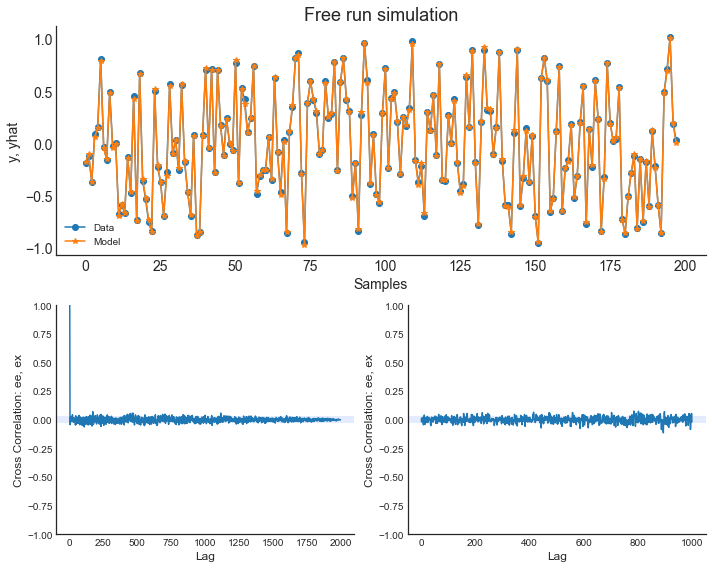 Free run simulation
y, yhat
1.0
0.5
0.0
−0.5
−1.0
Data
Model
0 25 50 75 100 125 150 175 200
Samples
Cross Correlation: ee, ex
1.00
0.75
0.50
0.25
0.00
−0.25
−0.50
−0.75
−1.00
0 250 500 750 1000 1250 1500 1750 2000
Lag
Cross Correlation: ee, ex
1.00
0.75
0.50
0.25
0.00
−0.25
−0.50
−0.75
−1.00
0 200 400 600 800 1000
Lag